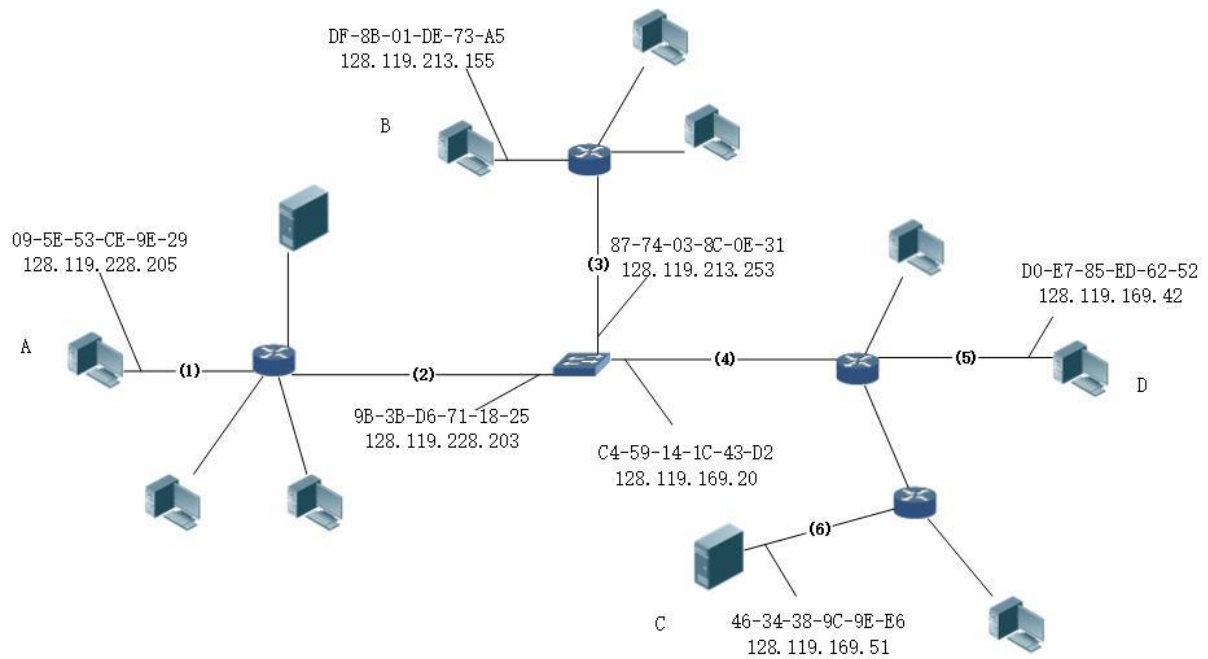 DF-8B-01-DE-73-A5
128.119.213.155
B
09-5E-53-CE-9E-29
128.119.228.205
87-74-03-8C-0E-31
(3)
128.119.213.253
D0-E7-85-ED-62-52
128.119.169.42
A
(1)
(2)
(4)
(5)
D
9B-3B-D6-71-18-25
128.119.228.203
C4-59-14-1C-43-D2
128.119.169.20
(6)
C
46-34-38-9C-9E-E6
128.119.169.51